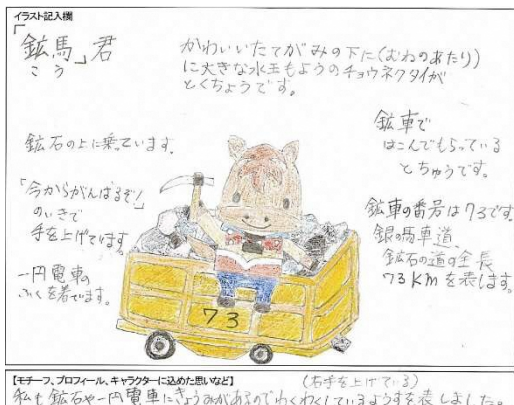 イラスト記入欄
「鉱馬」君
こう
かわいいたてがみの下に(むねのあたり)
に大きな水玉もようのチョウネクタイが
とくちょうです。
鉱石の上に乗っています。
「今からがんばるぞ!」
のいきで
手を上げています。
一円電車の
ふくを着てます。
鉱車で
はこんでもらっている
とちゅうです。
鉱車の番号は73です。
銀の馬車道、
鉱石の道の全長
73kmを表します。
73
【モチーフ、プロフィール、キャラクターに込めた思いなど】
(右手を上げている)
私も鉱石や一円電車にきょうみがあるのでわくわくしているようすを表しました。